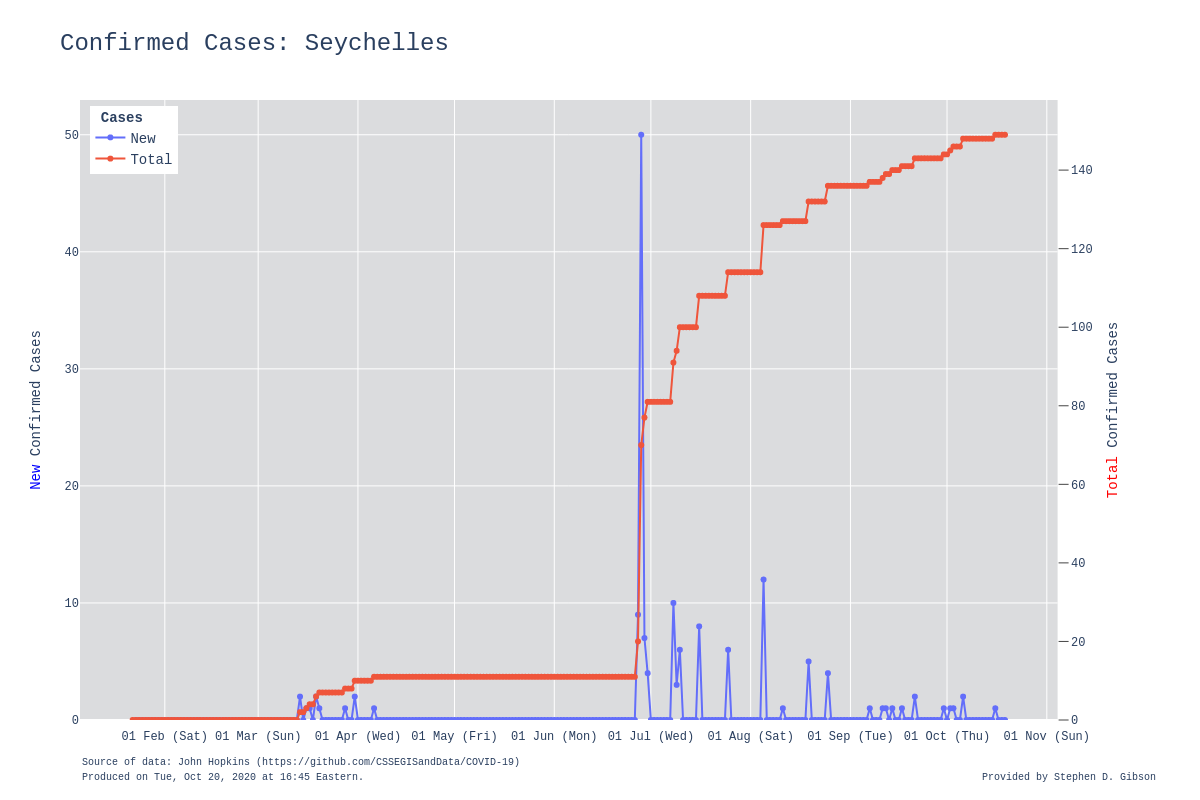 Confirmed Cases: Seychelles
Cases
New
Total
50
40
30
20
10
0
140
120
100
80
60
40
20
0
New Confirmed Cases
Total Confirmed Cases
01 Feb (Sat) 01 Mar (Sun) 01 Apr (Wed) 01 May (Fri) 01 Jun (Mon) 01 Jul (Wed) 01 Aug (Sat) 01 Sep (Tue) 01 Oct (Thu) 01 Nov (Sun)
Source of data: John Hopkins (https://github.com/CSSEGISandData/COVID-19)
Produced on Tue, Oct 20, 2020 at 16:45 Eastern.
Provided by Stephen D. Gibson